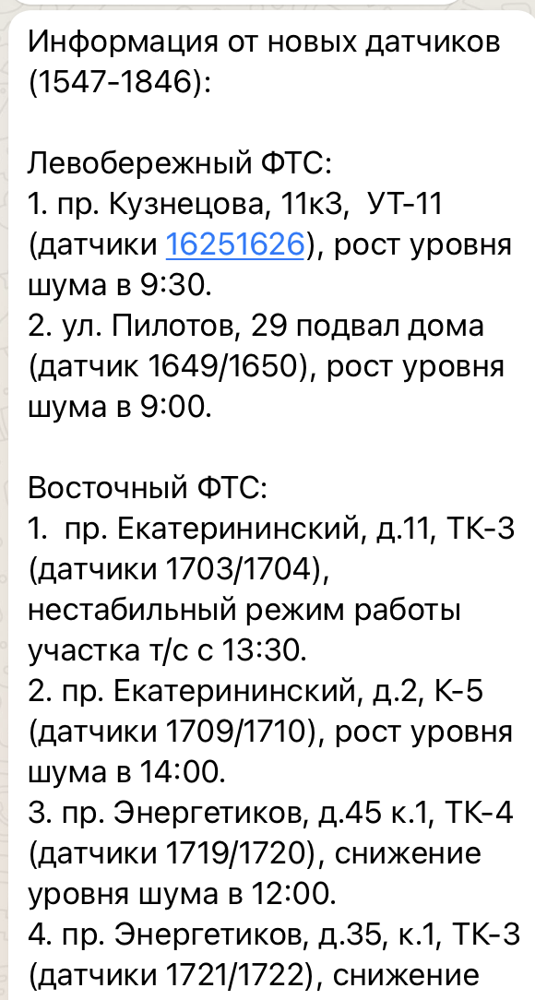 Информация от новых датчиков
(1547-1846):
Левобережный ФТС:
1. пр. Кузнецова, 11к3,  УТ-11
(датчики 16251626), рост уровня
шума в 9:30.
2. ул. Пилотов, 29 подвал дома
(датчик 1649/1650), рост уровня
шума в 9:00.
Восточный ФТС:
1.  пр. Екатерининский, д.11, ТК-3
(датчики 1703/1704),
нестабильный режим работы
участка т/с с 13:30.
2. пр. Екатерининский, д.2, К-5
(датчики 1709/1710), рост уровня
шума в 14:00.
3. пр. Энергетиков, д.45 к.1, ТК-4
(датчики 1719/1720), снижение
уровня шума в 12:00.
4. пр. Энергетиков, д.35, к.1, ТК-3
(датчики 1721/1722), снижение